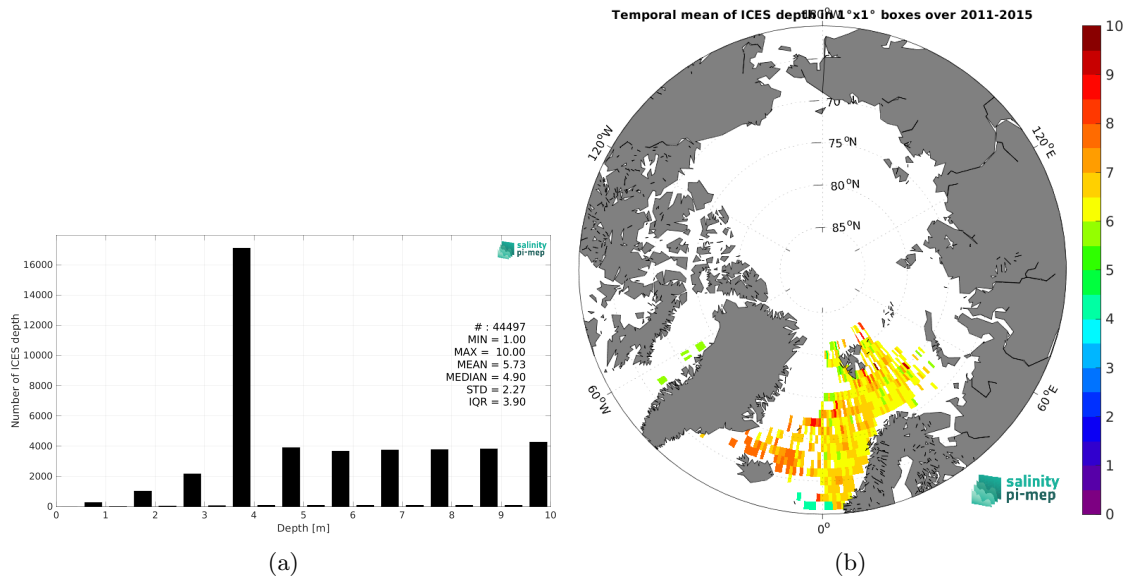 Temporal mean of ICES depth in 1°x1° boxes over 2011-2015
180°W
10
9
8
7
6
5
4
3
2
1
0
120°W
120°E
60°W
60°E
0°
75°N
80°N
85°N
salinity
pi-mep
(b)
salinity
pi-mep
Number of ICES depth
16000
14000
12000
10000
8000
6000
4000
2000
0
# : 44497
MIN = 1.00
MAX = 10.00
MEAN = 5.73
MEDIAN = 4.90
STD = 2.27
IQR = 3.90
0 1 2 3 4 5 6 7 8 9 10
Depth [m]
(a)